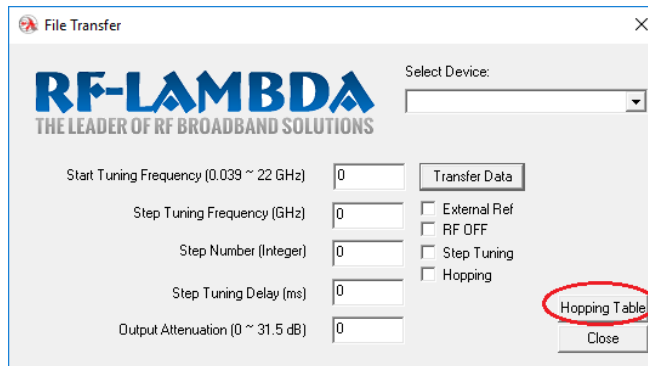 File Transfer
RF-LAMBDA
THE LEADER OF RF BROADBAND SOLUTIONS
Select Device:
Start Tuning Frequency (0.039 ~ 22 GHz)
0
Transfer Data
Step Tuning Frequency (GHz)
0
External Ref
RF OFF
Step Number (Integer)
0
Step Tuning
Hopping
Step Tuning Delay (ms)
0
Hopping Table
Output Attenuation (0 ~ 31.5 dB)
0
Close